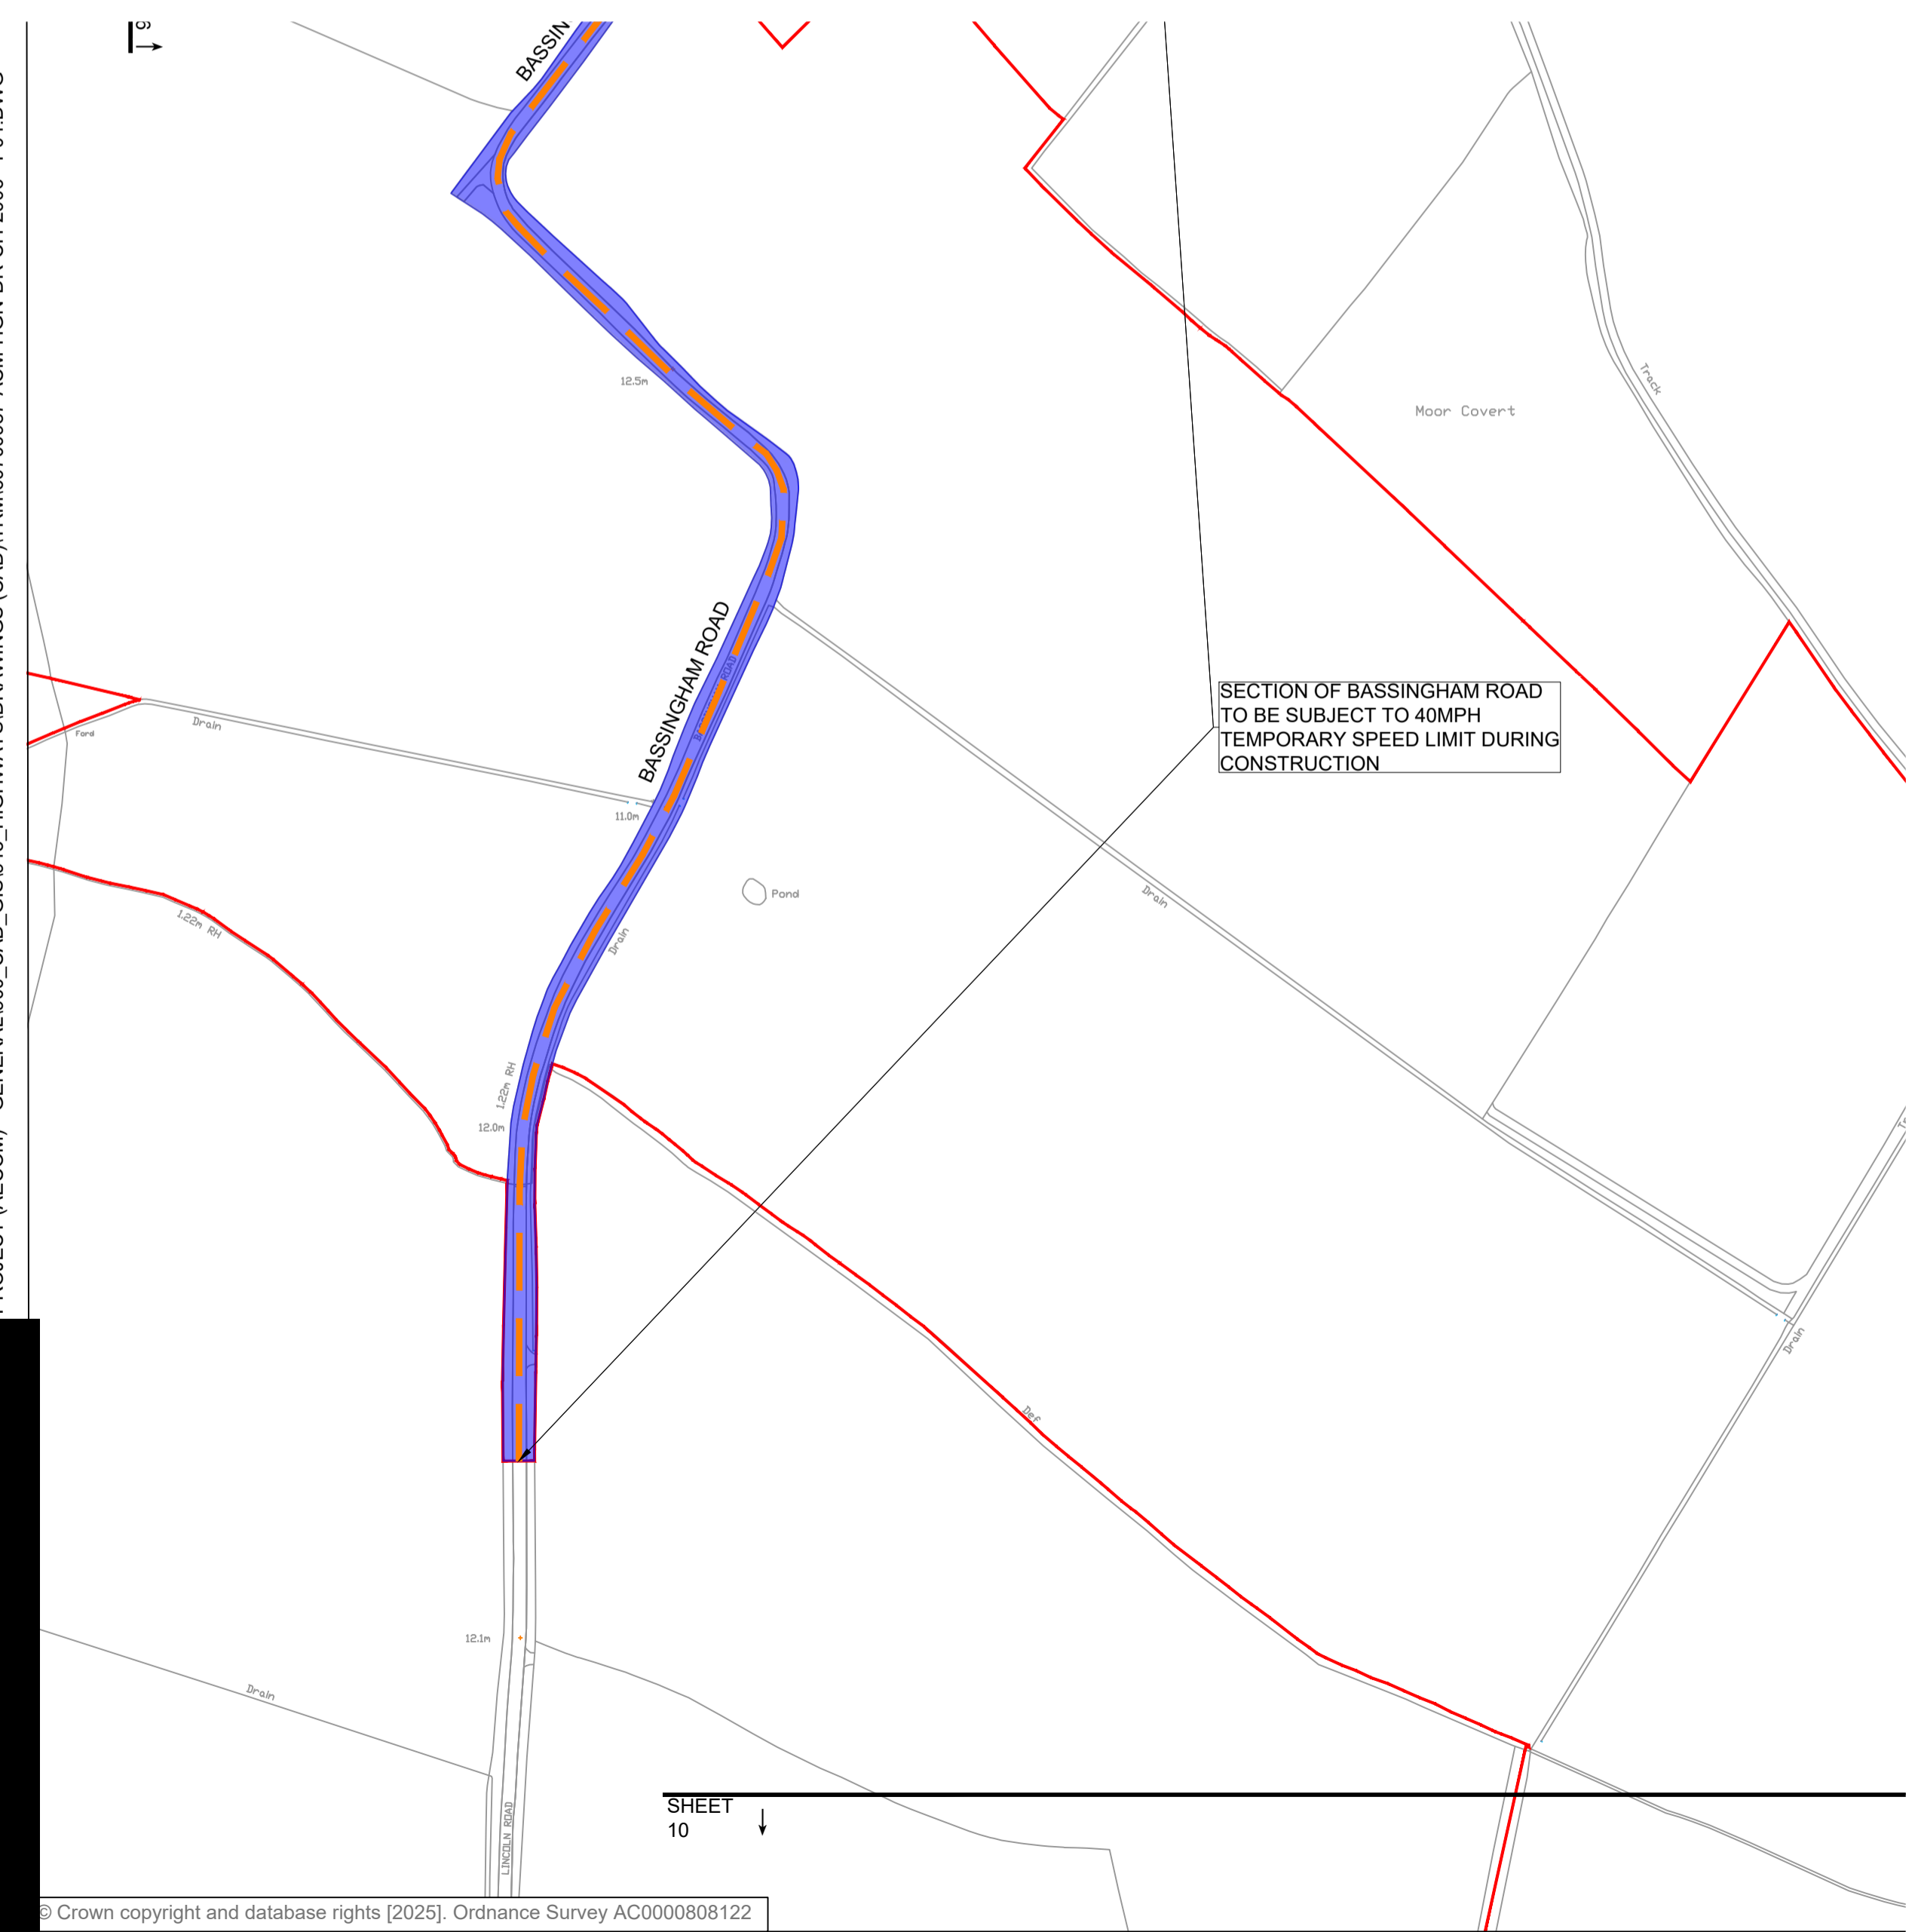 9
BASSIN
Track
12.5m
Moor Covert
BASSINGHAM ROAD
SECTION OF BASSINGHAM ROAD
TO BE SUBJECT TO 40MPH
TEMPORARY SPEED LIMIT DURING
CONSTRUCTION
Drain
Ford
11.0m
Pond
Drain
1.22m RH
Drain
1.22m RH
12.0m
Drain
Def
12.1m
Drain
LINCOLN ROAD
SHEET
10
© Crown copyright and database rights [2025]. Ordnance Survey AC0000808122